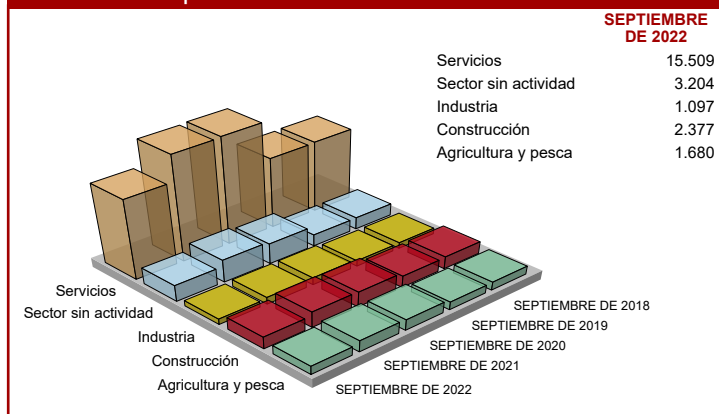 SEPTIEMBRE
DE 2022
Servicios 15.509
Sector sin actividad 3.204
Industria 1.097
Construcción 2.377
Agricultura y pesca 1.680
Servicios
Sector sin actividad
Industria
Construcción
Agricultura y pesca
SEPTIEMBRE DE 2018
SEPTIEMBRE DE 2019
SEPTIEMBRE DE 2020
SEPTIEMBRE DE 2021
SEPTIEMBRE DE 2022